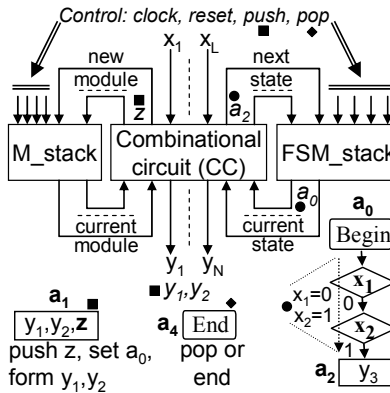 Control: clock, reset, push, pop
new
module
x1
xL
next
state
z
a2
M_stack
Combinational
circuit (CC)
FSM_stack
a0
current
module
current
state
a0
Begin
y1
yN
y1,y2
x1
0
x1=0
x2=1
x2
1
a1
y1,y2,z
a4
End
a2
y3
push z, set a0,
form y1,y2
pop or
end